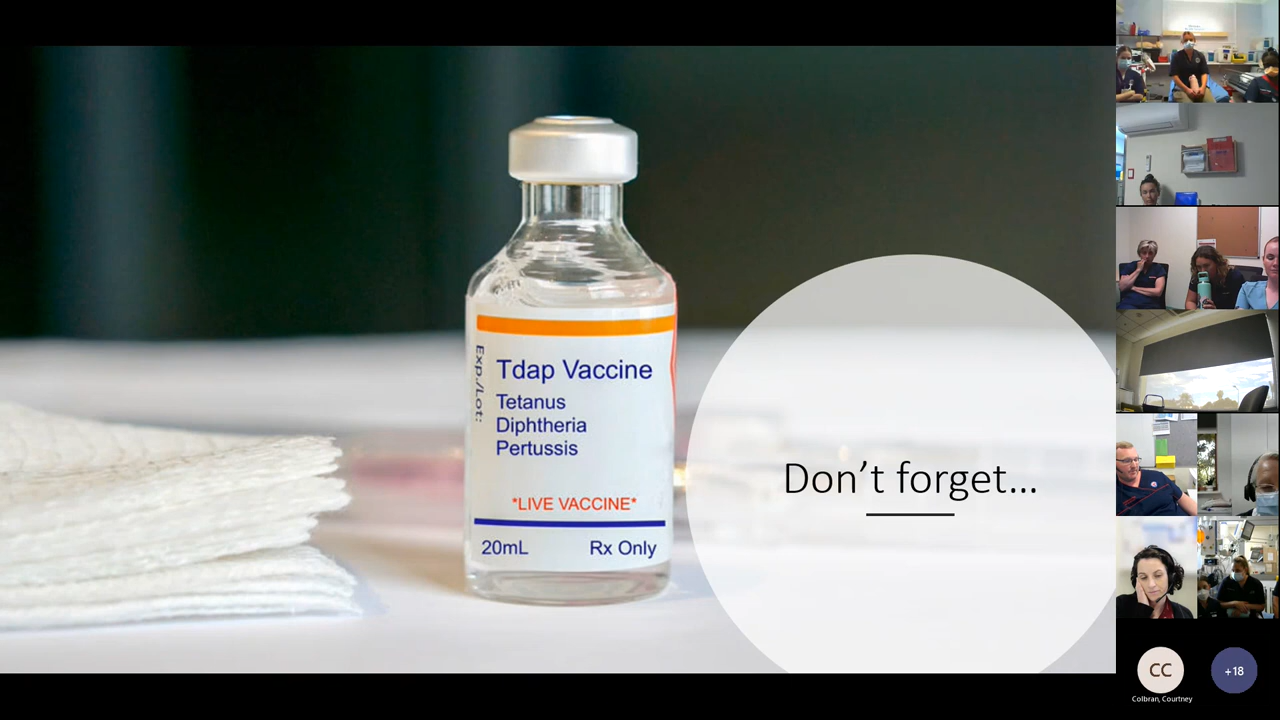 Exp./Lot:
Tdap Vaccine
Tetanus
Diphtheria
Pertussis
*LIVE VACCINE*
20mL Rx Only
Don’t forget...
CC
+18
Colbran, Courtney